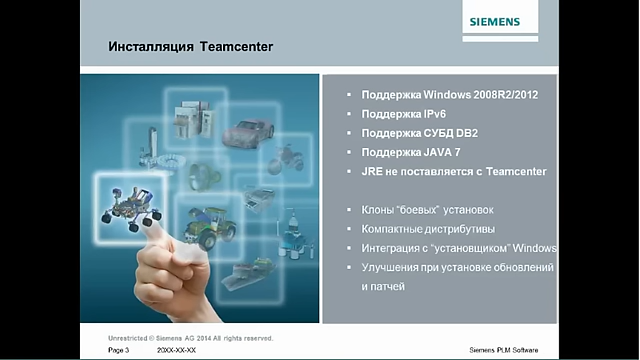 SIEMENS
Инсталляция Teamcenter
▪ Поддержка Windows 2008R2/2012
▪ Поддержка IPv6
▪ Поддержка СУБД DB2
▪ Поддержка JAVA 7
▪ JRE не поставляется с Teamcenter
▪ Клоны “боевых” установок
▪ Компактные дистрибутивы
▪ Интеграция с “установщиком” Windows
▪ Улучшения при установке обновлений
и патчей
Unrestricted © Siemens AG 2014 All rights reserved.
Page 3 20XX-XX-XX Siemens PLM Software